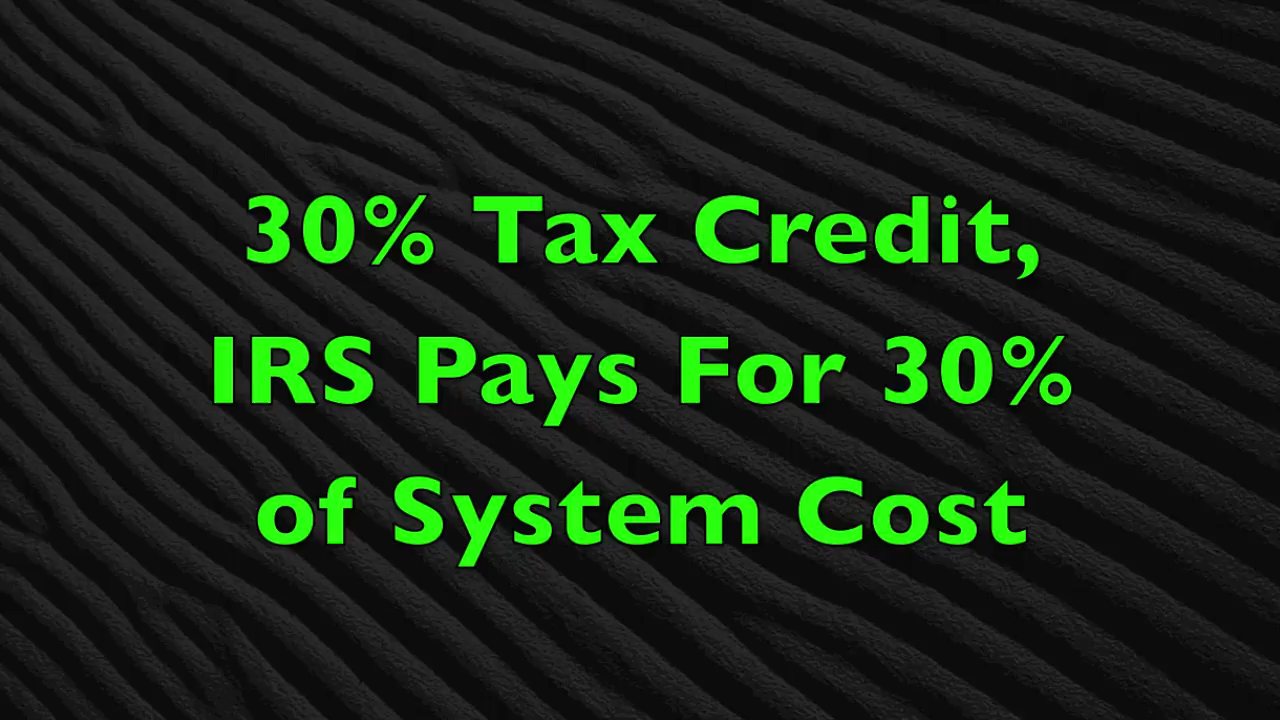 30% Tax Credit,
IRS Pays For 30%
of System Cost